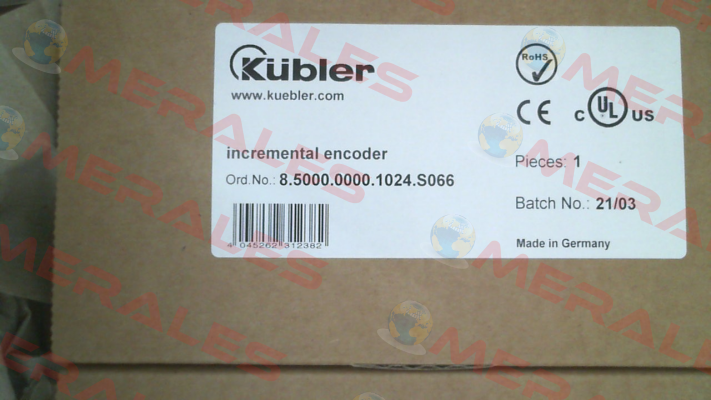 Kübler
www.kuebler.com
RoHS
CE
c UL US
incremental encoder
Ord.No.: 8.5000.0000.1024.S066
4 045262 312382
Pieces: 1
Batch No.: 21/03
Made in Germany
MERALES
MERALES
MERALES
MERALES
MERALES
MERALES